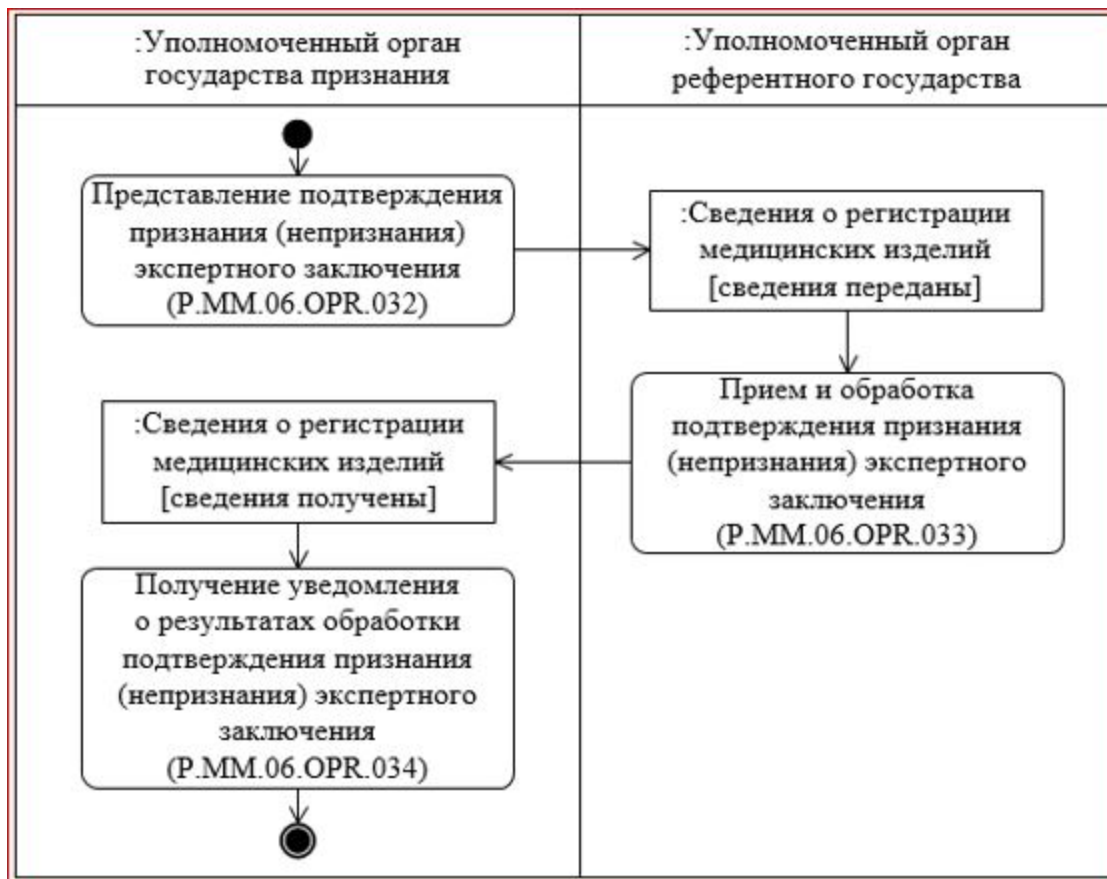 :Уполномоченный орган
государства признания
:Уполномоченный орган
референтного государства
Представление подтверждения
признания (непризнания)
экспертного заключения
(P.MM.06.OPR.032)
:Сведения о регистрации
медицинских изделий
[сведения переданы]
Прием и обработка
подтверждения признания
(непризнания) экспертного
заключения
(P.MM.06.OPR.033)
:Сведения о регистрации
медицинских изделий
[сведения получены]
Получение уведомления
о результатах обработки
подтверждения признания
(непризнания) экспертного
заключения
(P.MM.06.OPR.034)